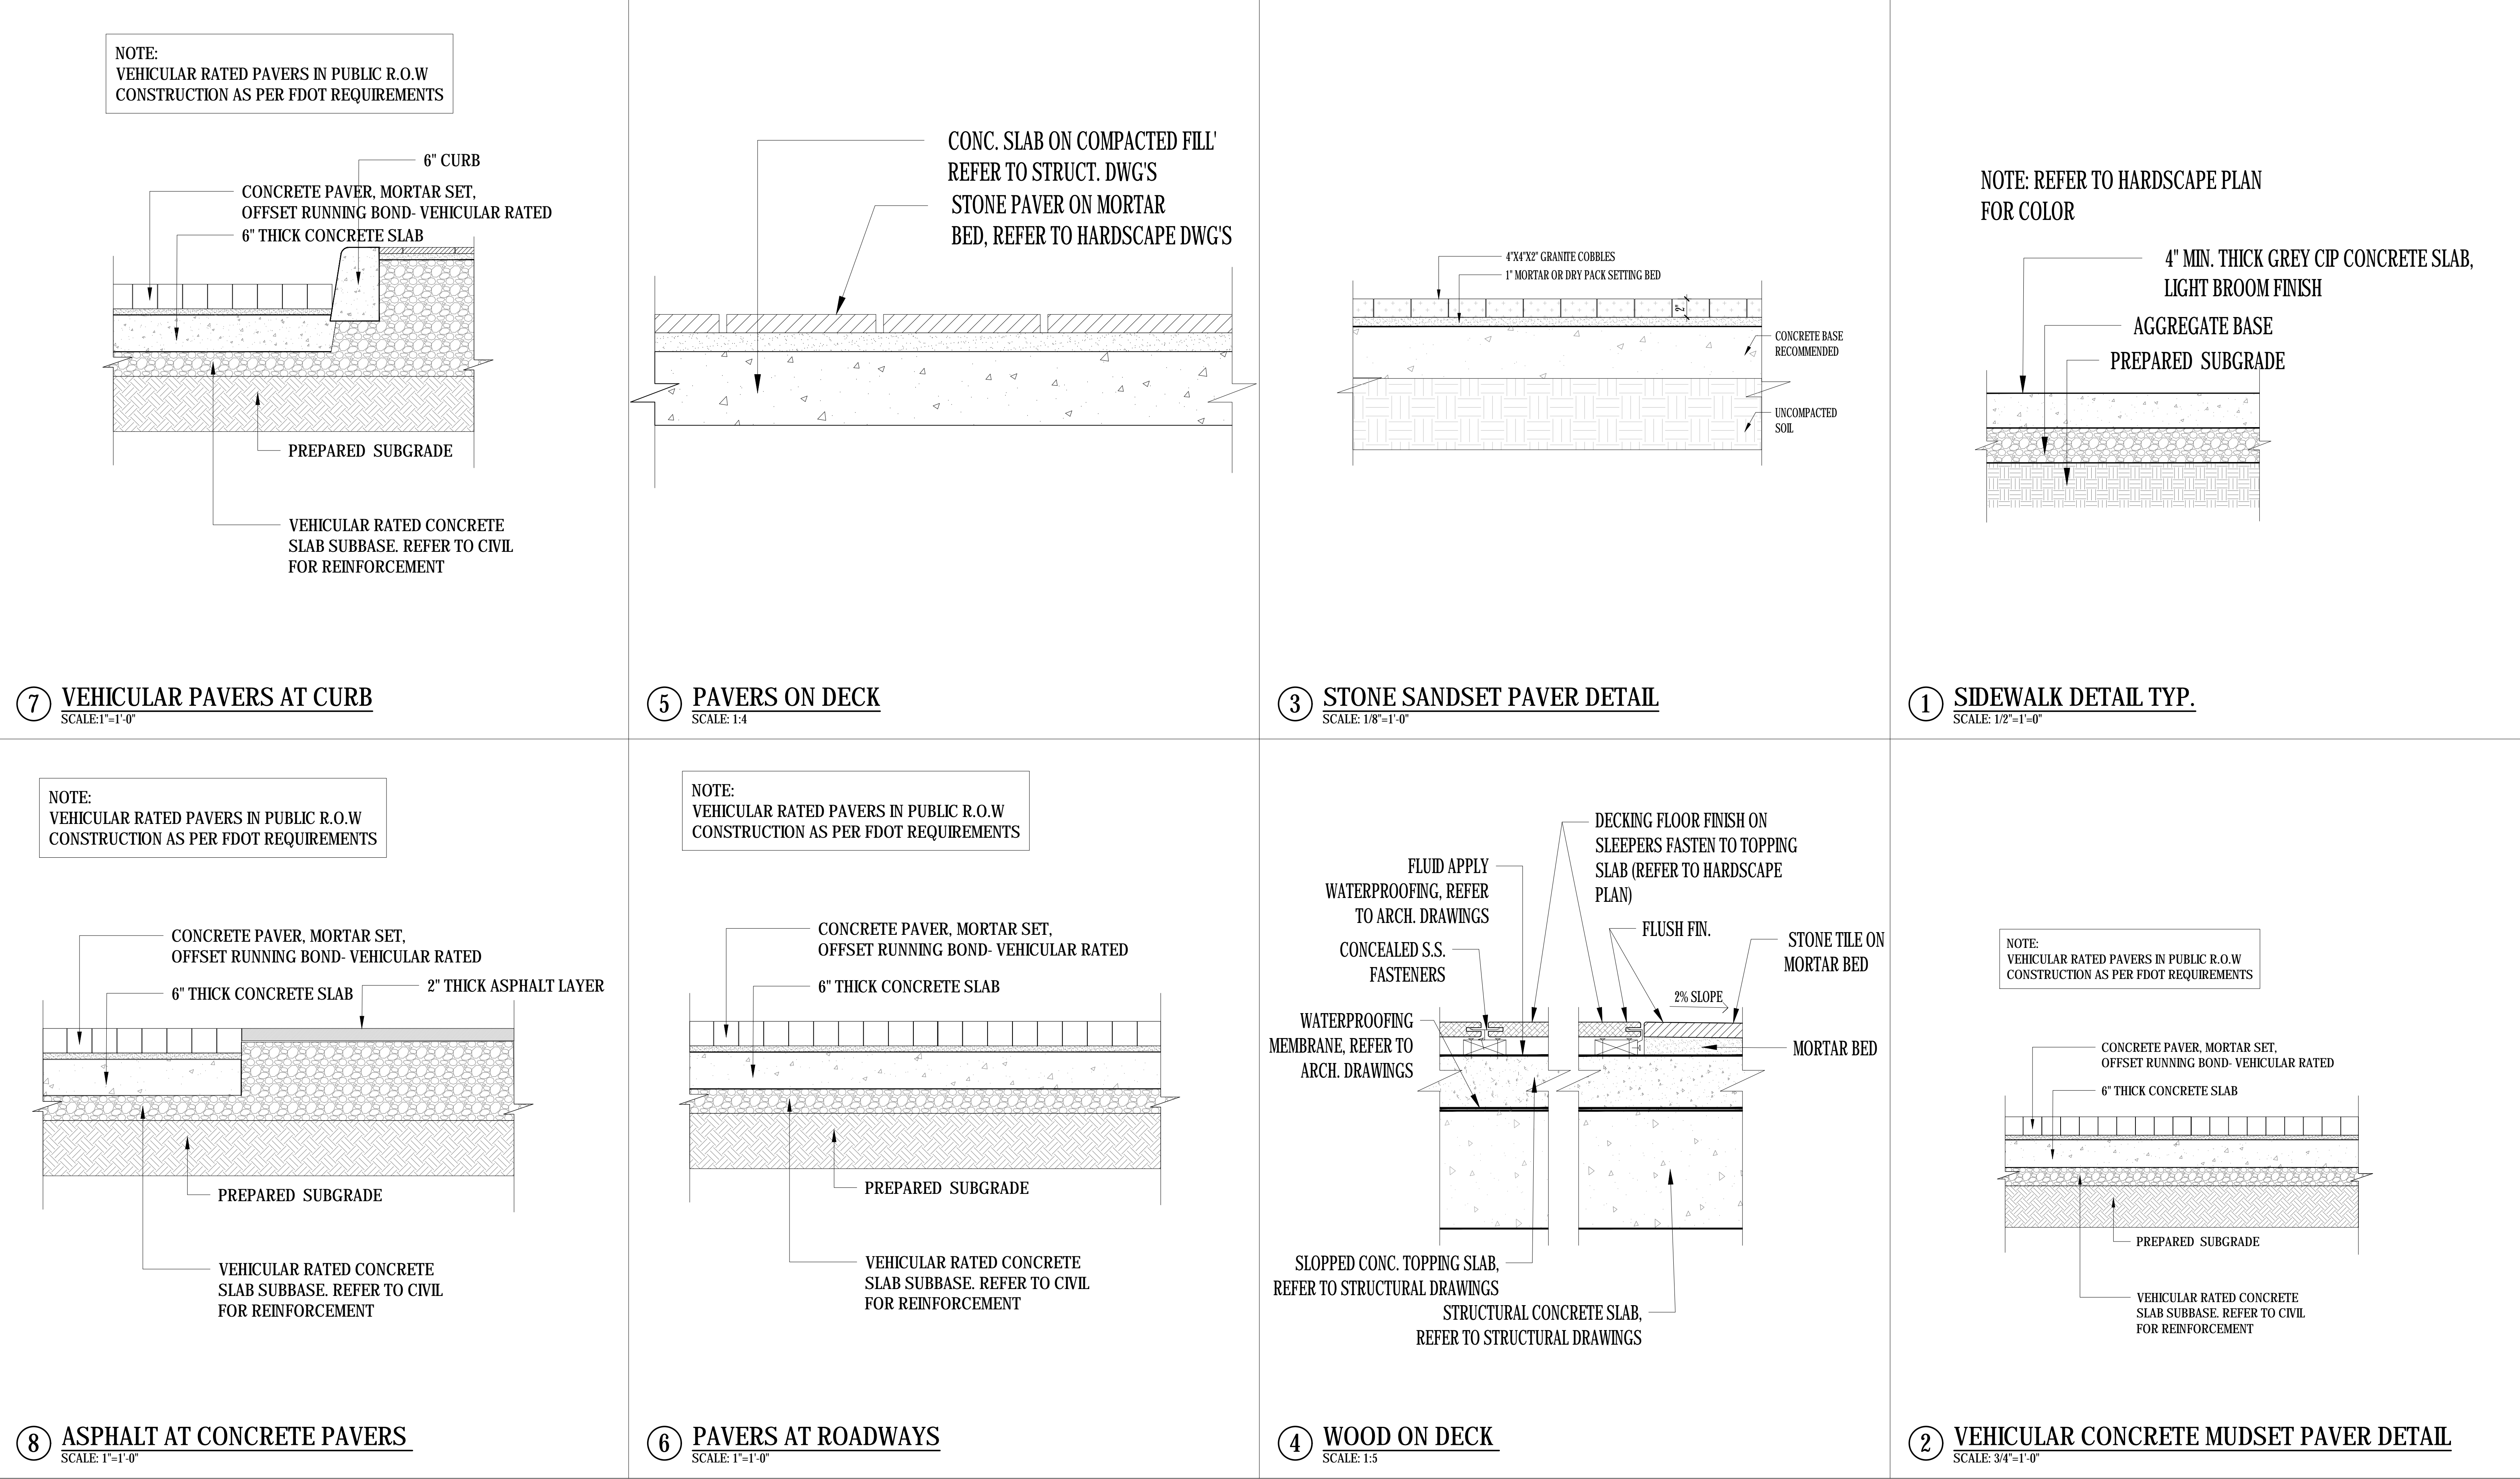 NOTE:
VEHICULAR RATED PAVERS IN PUBLIC R.O.W
CONSTRUCTION AS PER FDOT REQUIREMENTS
6" CURB
CONCRETE PAVER, MORTAR SET,
OFFSET RUNNING BOND- VEHICULAR RATED
6" THICK CONCRETE SLAB
PREPARED SUBGRADE
VEHICULAR RATED CONCRETE
SLAB SUBBASE. REFER TO CIVIL
FOR REINFORCEMENT
7 VEHICULAR PAVERS AT CURB
SCALE:1"=1'-0"
CONC. SLAB ON COMPACTED FILL'
REFER TO STRUCT. DWG'S
STONE PAVER ON MORTAR
BED, REFER TO HARDSCAPE DWG'S
5 PAVERS ON DECK
SCALE: 1:4
4"X4"X2" GRANITE COBBLES
1" MORTAR OR DRY PACK SETTING BED
2"
CONCRETE BASE
RECOMMENDED
UNCOMPACTED
SOIL
3 STONE SANDSET PAVER DETAIL
SCALE: 1/8"=1'-0"
NOTE: REFER TO HARDSCAPE PLAN
FOR COLOR
4" MIN. THICK GREY CIP CONCRETE SLAB,
LIGHT BROOM FINISH
AGGREGATE BASE
PREPARED SUBGRADE
1 SIDEWALK DETAIL TYP.
SCALE: 1/2"=1'=0"
NOTE:
VEHICULAR RATED PAVERS IN PUBLIC R.O.W
CONSTRUCTION AS PER FDOT REQUIREMENTS
CONCRETE PAVER, MORTAR SET,
OFFSET RUNNING BOND- VEHICULAR RATED
6" THICK CONCRETE SLAB
2" THICK ASPHALT LAYER
PREPARED SUBGRADE
VEHICULAR RATED CONCRETE
SLAB SUBBASE. REFER TO CIVIL
FOR REINFORCEMENT
8 ASPHALT AT CONCRETE PAVERS
SCALE: 1"=1'-0"
NOTE:
VEHICULAR RATED PAVERS IN PUBLIC R.O.W
CONSTRUCTION AS PER FDOT REQUIREMENTS
CONCRETE PAVER, MORTAR SET,
OFFSET RUNNING BOND- VEHICULAR RATED
6" THICK CONCRETE SLAB
PREPARED SUBGRADE
VEHICULAR RATED CONCRETE
SLAB SUBBASE. REFER TO CIVIL
FOR REINFORCEMENT
6 PAVERS AT ROADWAYS
SCALE: 1"=1'-0"
DECKING FLOOR FINISH ON
SLEEPERS FASTEN TO TOPPING
SLAB (REFER TO HARDSCAPE
PLAN)
FLUID APPLY
WATERPROOFING, REFER
TO ARCH. DRAWINGS
FLUSH FIN.
CONCEALED S.S.
FASTENERS
STONE TILE ON
MORTAR BED
2% SLOPE
WATERPROOFING
MEMBRANE, REFER TO
ARCH. DRAWINGS
MORTAR BED
SLOPPED CONC. TOPPING SLAB,
REFER TO STRUCTURAL DRAWINGS
STRUCTURAL CONCRETE SLAB,
REFER TO STRUCTURAL DRAWINGS
4 WOOD ON DECK
SCALE: 1:5
NOTE:
VEHICULAR RATED PAVERS IN PUBLIC R.O.W
CONSTRUCTION AS PER FDOT REQUIREMENTS
CONCRETE PAVER, MORTAR SET,
OFFSET RUNNING BOND- VEHICULAR RATED
6" THICK CONCRETE SLAB
PREPARED SUBGRADE
VEHICULAR RATED CONCRETE
SLAB SUBBASE. REFER TO CIVIL
FOR REINFORCEMENT
2 VEHICULAR CONCRETE MUDSET PAVER DETAIL
SCALE: 3/4"=1'-0"